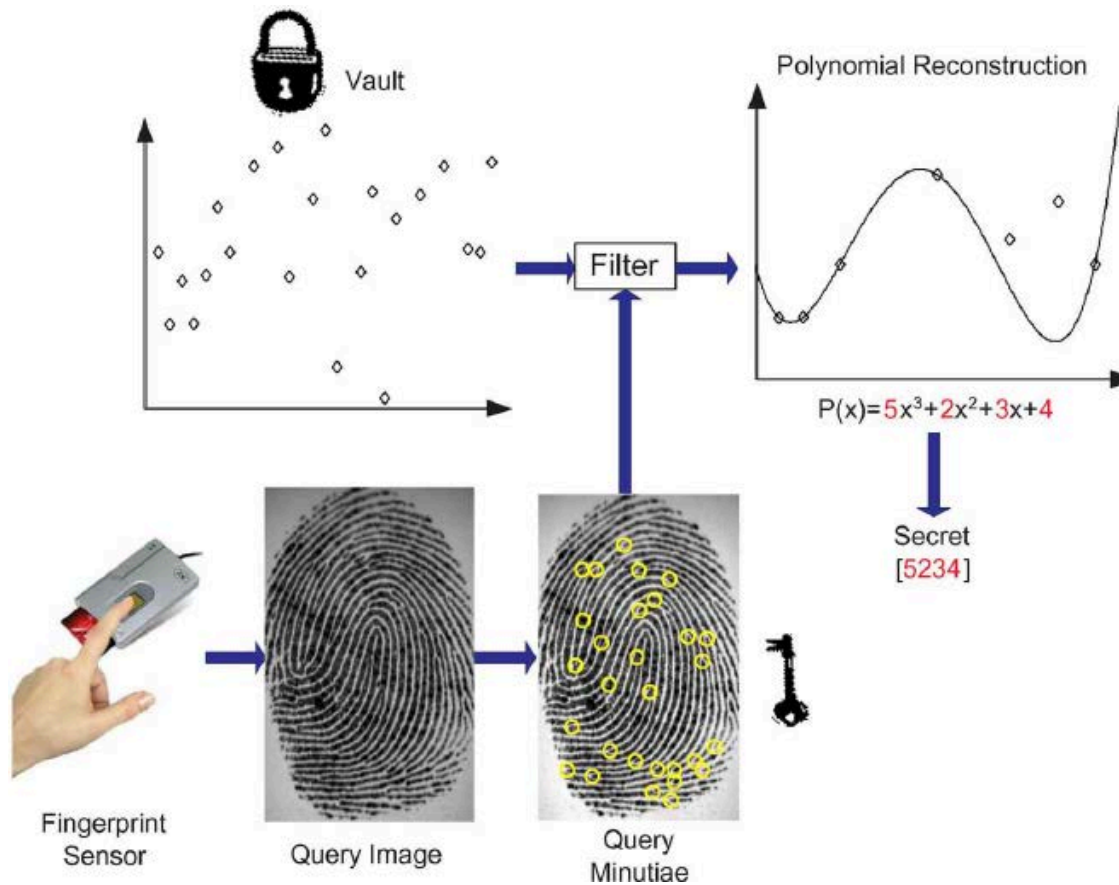 Vault
Polynomial Reconstruction
Filter
P(x)=5x³+2x²+3x+4
Secret
[5234]
Fingerprint
Sensor
Query Image
Query
Minutiae